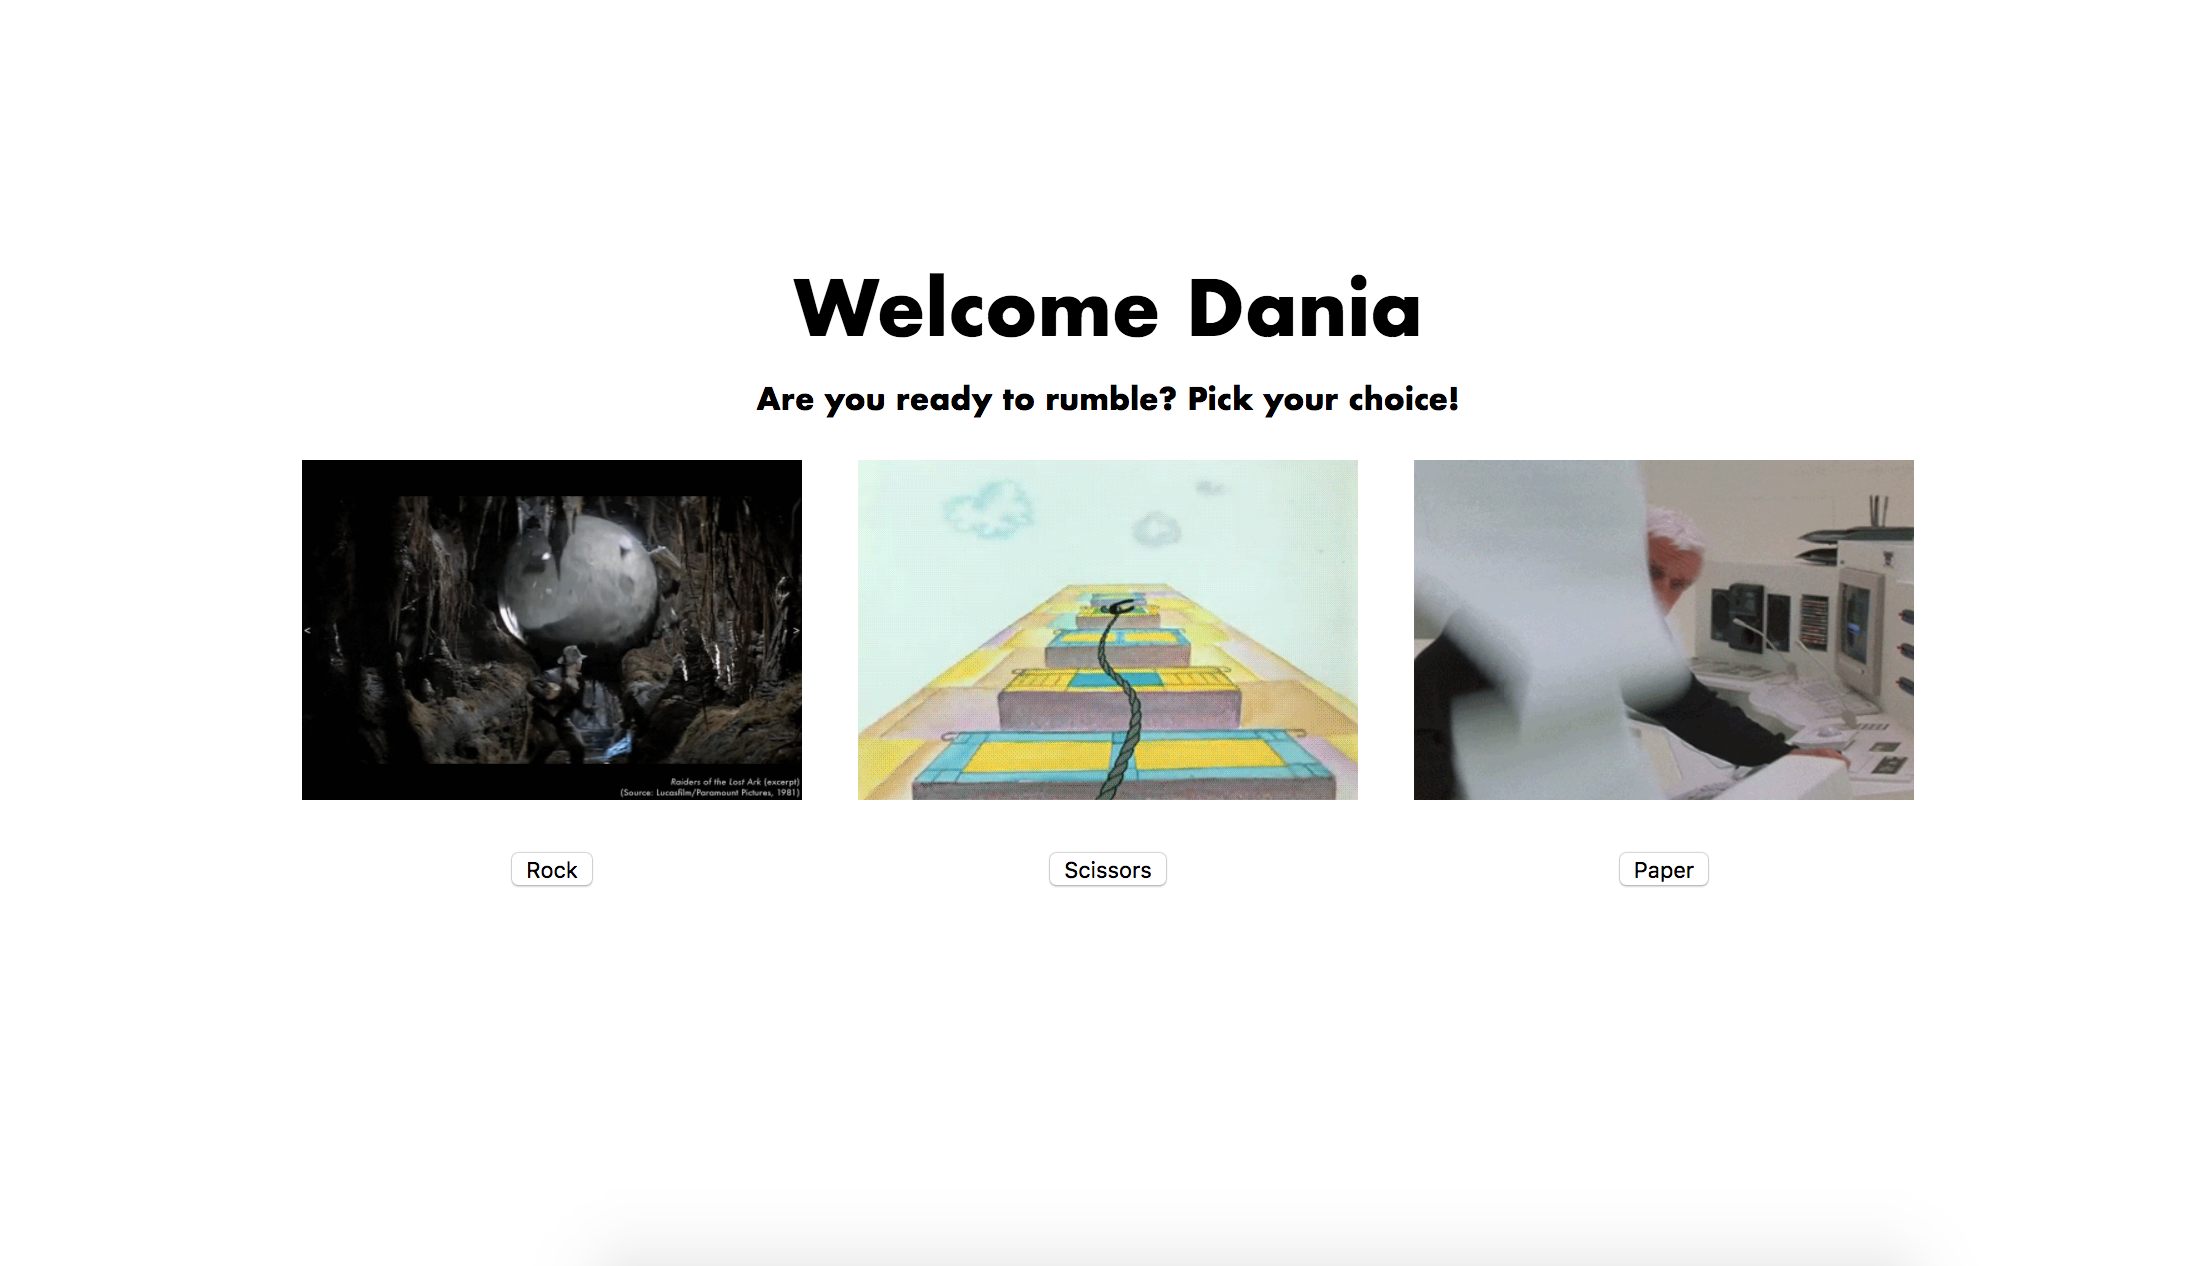 Welcome Dania
Are you ready to rumble? Pick your choice!
<
>
Raiders of the Lost Ark (excerpt)
(Source: Lucasfilm/Paramount Pictures, 1981)
Rock
Scissors
Paper